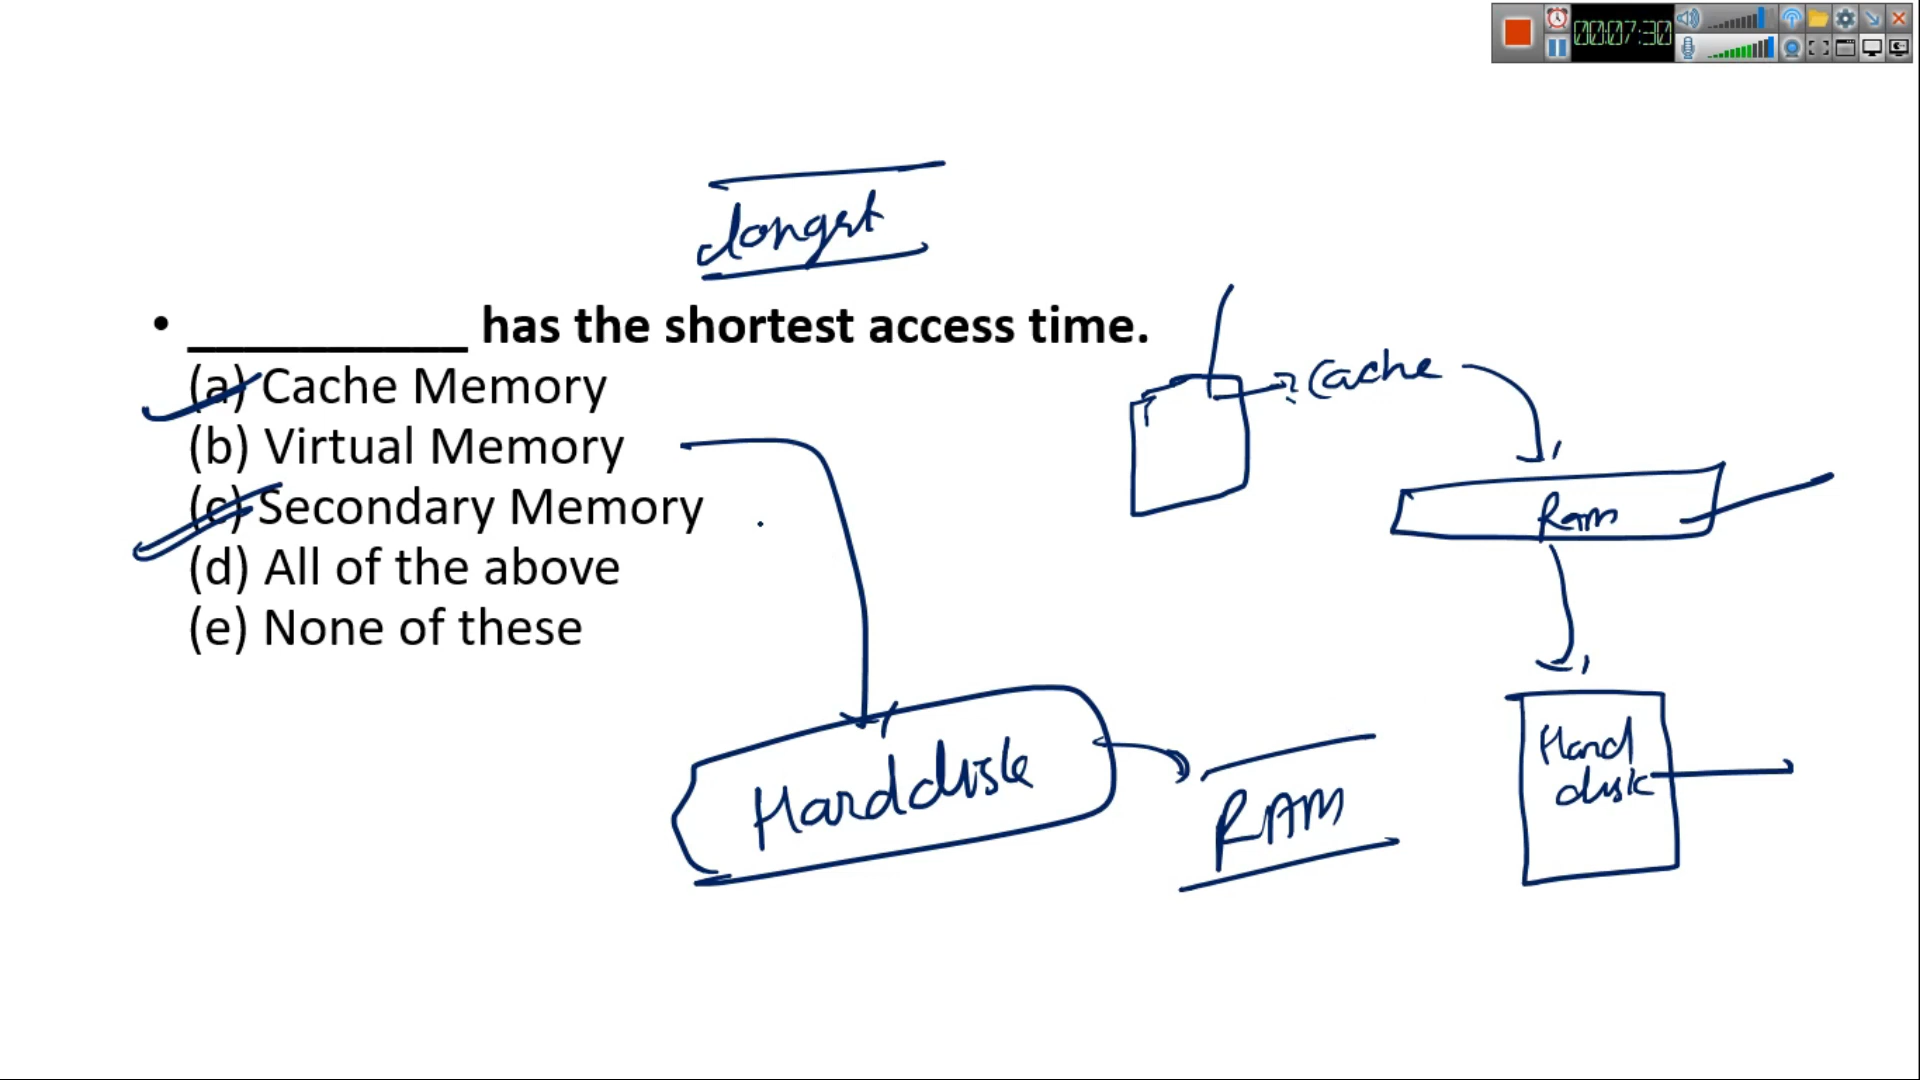 00:07:30
longest
• __________ has the shortest access time.
(a) Cache Memory
(b) Virtual Memory
(c) Secondary Memory
(d) All of the above
(e) None of these
Cache
Ram
Hard
disk
Harddisk
RAM